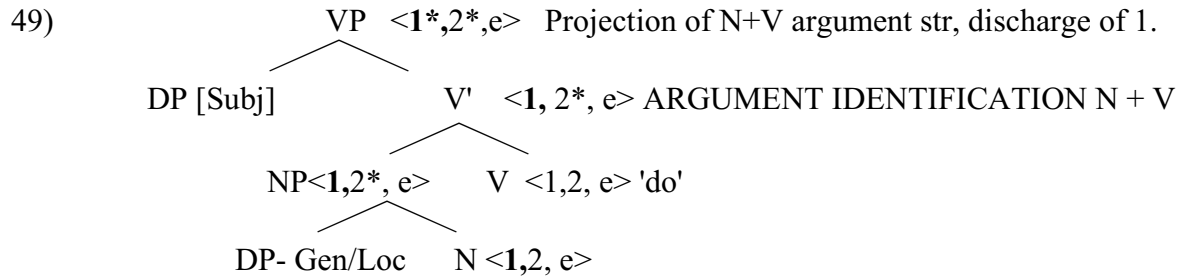 49) VP <1*,2*,e> Projection of N+V argument str, discharge of 1.
DP [Subj] V' <1, 2*, e> ARGUMENT IDENTIFICATION N + V
NP<1,2*, e> V <1,2, e> 'do'
DP- Gen/Loc N <1,2, e>